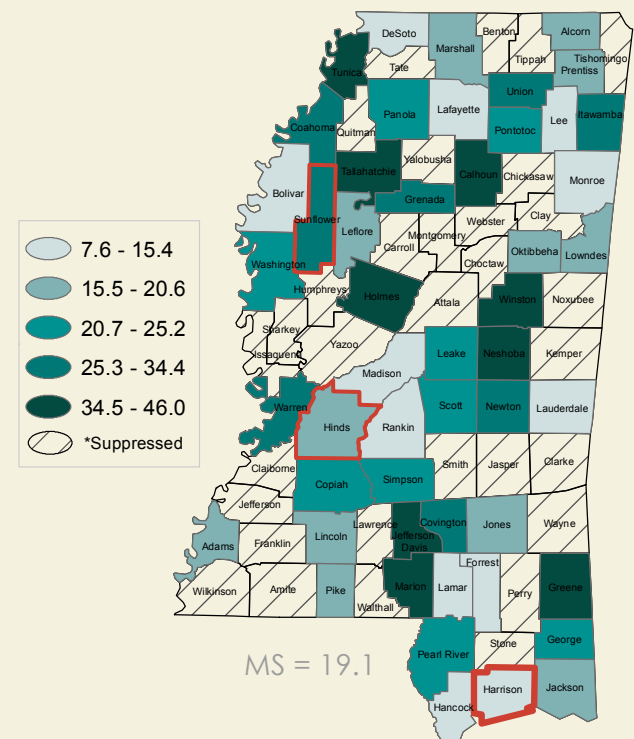 DeSoto
Marshall
Benton
Alcorn
Tippah
Tishomingo
Prentiss
Tunica
Tate
Union
Coahoma
Panola
Lafayette
Lee
Itawamba
Quitman
Pontotoc
Yalobusha
Tallahatchie
Calhoun
Chickasaw
Monroe
Bolivar
Grenada
Sunflower
Leflore
Webster
Clay
Montgomery
Carroll
Oktibbeha
Lowndes
Washington
Choctaw
Humphreys
Holmes
Attala
Winston
Noxubee
Sharkey
Issaquena
Yazoo
Leake
Neshoba
Kemper
Madison
Warren
Hinds
Rankin
Scott
Newton
Lauderdale
Claiborne
Smith
Jasper
Clarke
Copiah
Simpson
Jefferson
Lawrence
Covington
Jones
Wayne
Adams
Franklin
Lincoln
Jefferson
Davis
Forrest
Wilkinson
Amite
Pike
Walthall
Marion
Lamar
Perry
Greene
Stone
George
Pearl River
Harrison
Hancock
Jackson
7.6 - 15.4
15.5 - 20.6
20.7 - 25.2
25.3 - 34.4
34.5 - 46.0
*Suppressed
MS = 19.1